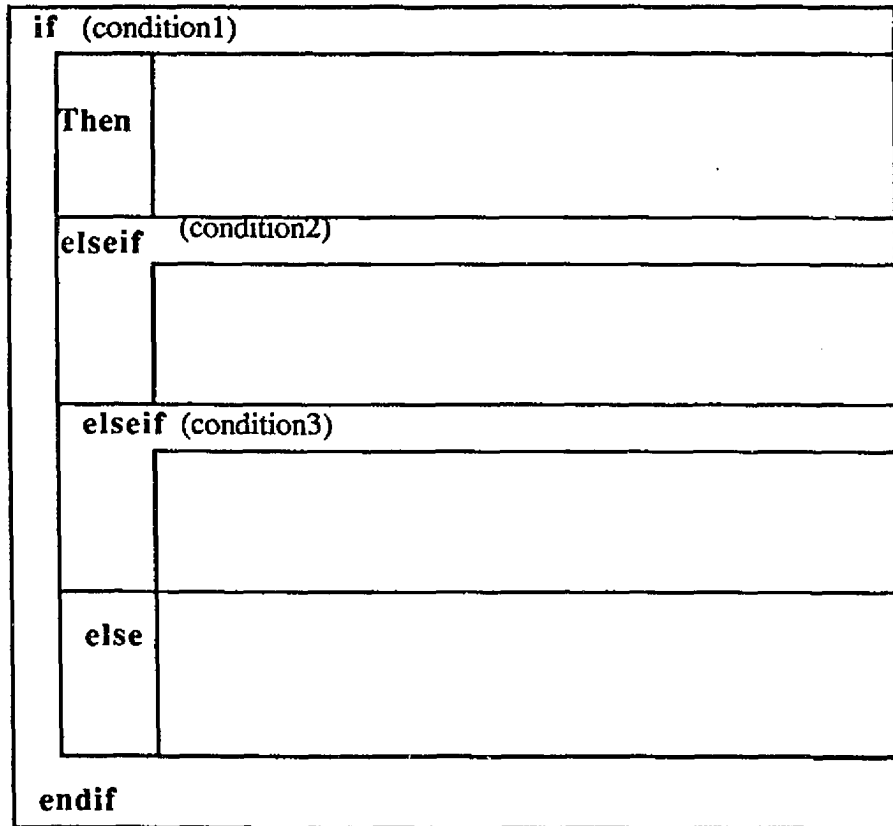 if (condition1)
Then
elseif (condition2)
elseif (condition3)
else
endif